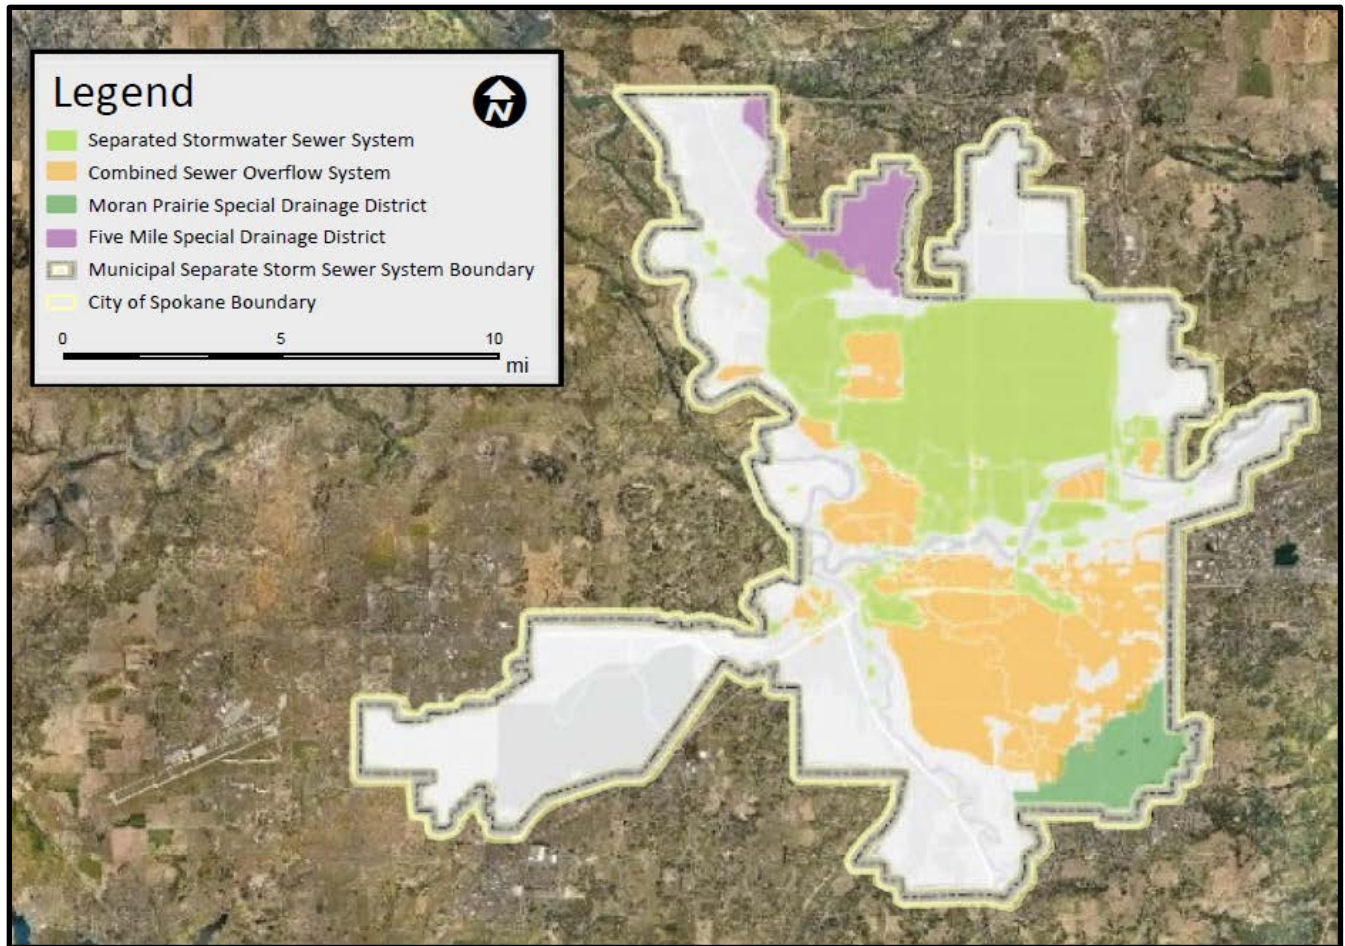 Legend
N
Separated Stormwater Sewer System
Combined Sewer Overflow System
Moran Prairie Special Drainage District
Five Mile Special Drainage District
Municipal Separate Storm Sewer System Boundary
City of Spokane Boundary
0 5 10
mi